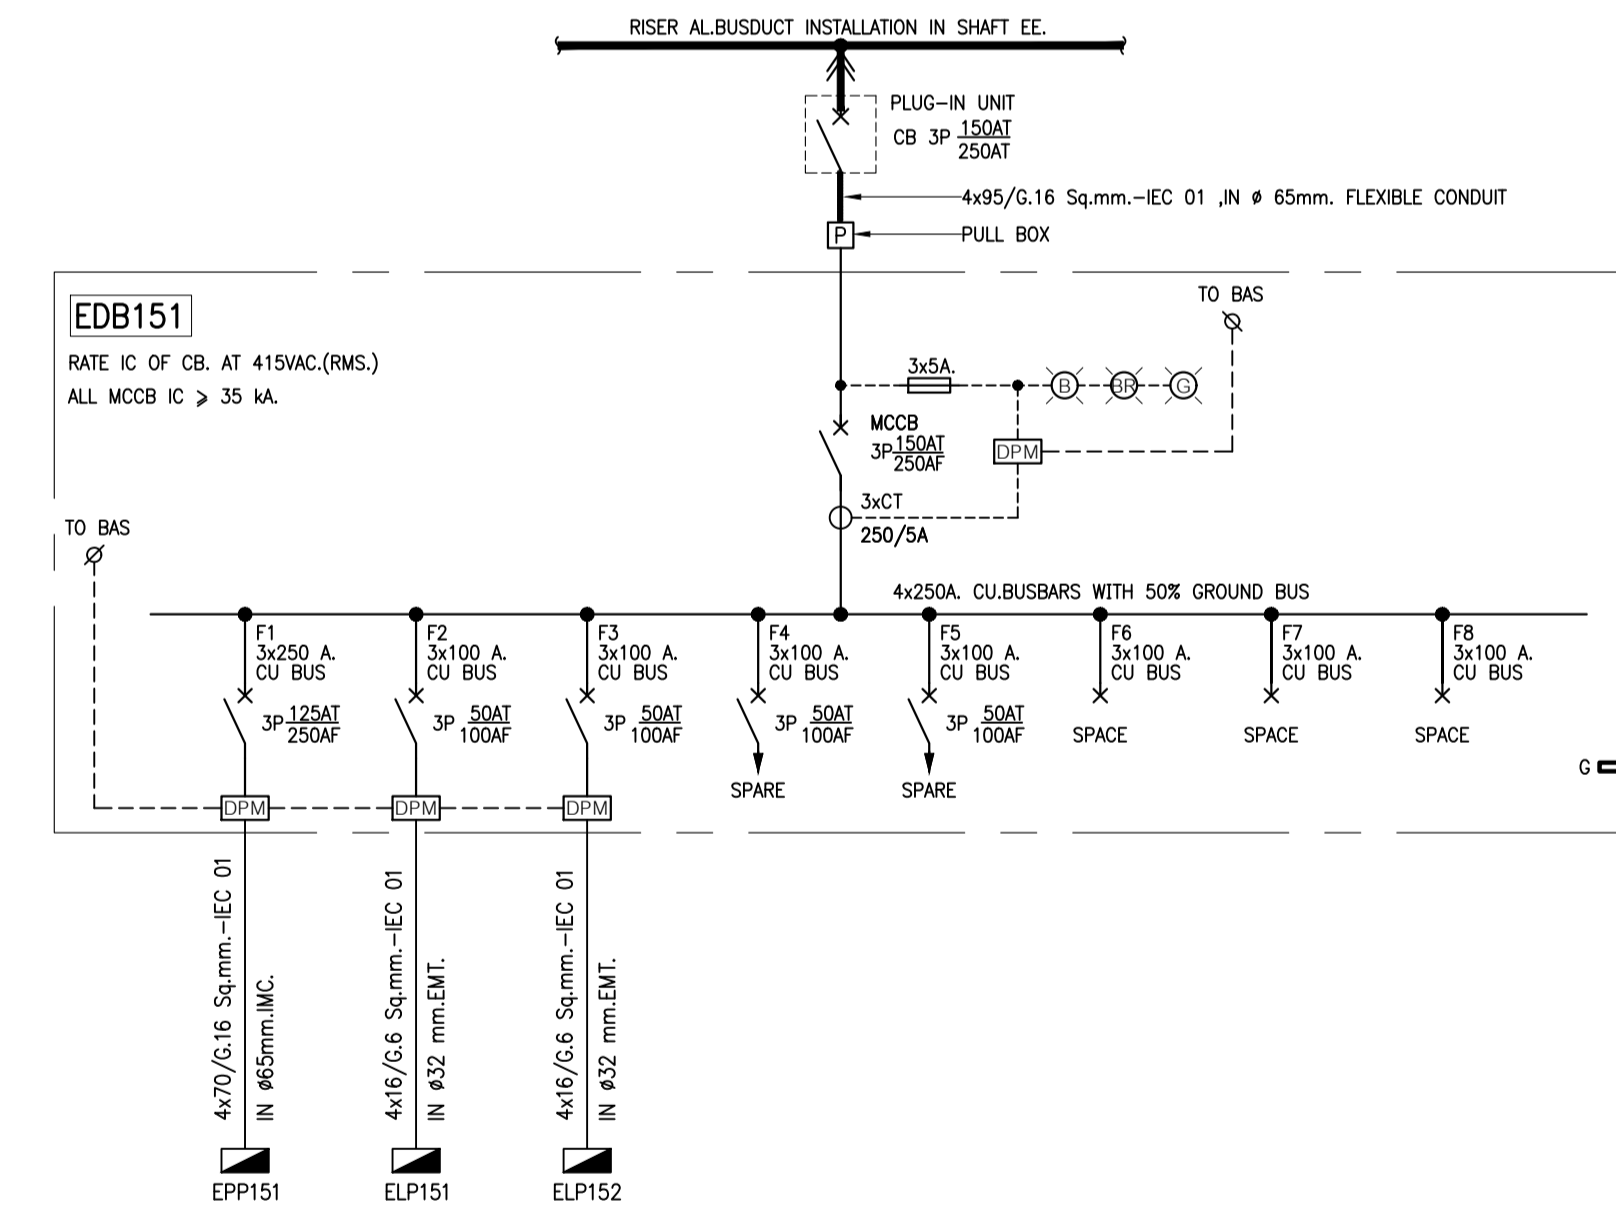 RISER AL.BUSDUCT INSTALLATION IN SHAFT EE.
PLUG-IN UNIT
CB 3P 150AT
250AT
4x95/G.16 Sq.mm.-IEC 01 ,IN ø 65mm. FLEXIBLE CONDUIT
P
PULL BOX
EDB151
RATE IC OF CB. AT 415VAC.(RMS.)
ALL MCCB IC ⩾ 35 kA.
TO BAS
3x5A.
B
BR
G
MCCB
3P 150AT
250AF
DPM
3xCT
250/5A
TO BAS
4x250A. CU.BUSBARS WITH 50% GROUND BUS
F1
3x250 A.
CU BUS
3P 125AT
250AF
F2
3x100 A.
CU BUS
3P 50AT
100AF
F3
3x100 A.
CU BUS
3P 50AT
100AF
F4
3x100 A.
CU BUS
3P 50AT
100AF
SPARE
F5
3x100 A.
CU BUS
3P 50AT
100AF
SPARE
F6
3x100 A.
CU BUS
SPACE
F7
3x100 A.
CU BUS
SPACE
F8
3x100 A.
CU BUS
SPACE
G
DPM
DPM
DPM
4x70/G.16 Sq.mm.-IEC 01
IN ø65mm.IMC.
4x16/G.6 Sq.mm.-IEC 01
IN ø32 mm.EMT.
4x16/G.6 Sq.mm.-IEC 01
IN ø32 mm.EMT.
EPP151
ELP151
ELP152